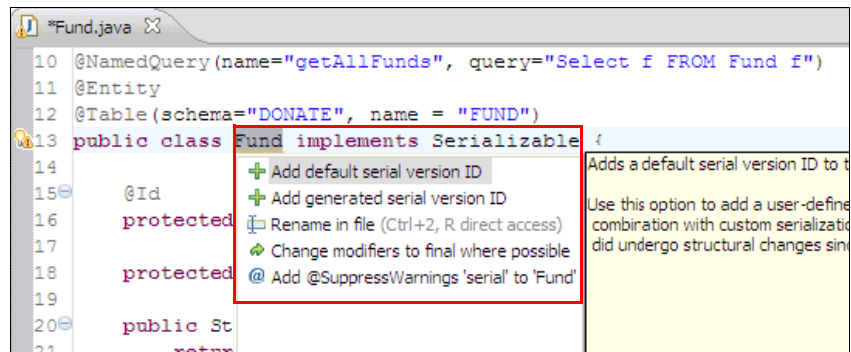 *Fund.java
10 @NamedQuery(name="getAllFunds", query="Select f FROM Fund f")
11 @Entity
12 @Table(schema="DONATE", name = "FUND")
13 public class Fund implements Serializable {
14
15 @Id
16 protected
17
18 protected
19
20 public St
21 retur
Add default serial version ID
Add generated serial version ID
Rename in file (Ctrl+2, R direct access)
Change modifiers to final where possible
Add @SuppressWarnings 'serial' to 'Fund'
Adds a default serial version ID to t
Use this option to add a user-define
combiration with custom serializatio
did undergo structural changes sinc